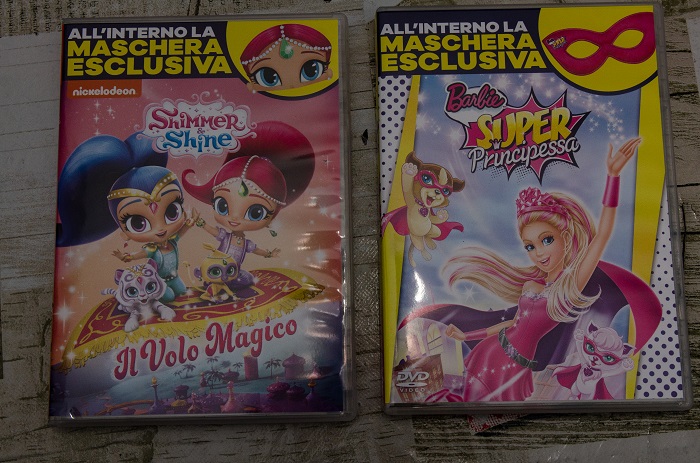 ALL'INTERNO LA
MASCHERA
ESCLUSIVA
nickelodeon
Shimmer
&
Shine
Il Volo Magico
ALL'INTERNO LA
MASCHERA
ESCLUSIVA
Barbie
SUPER
Principessa
DVD
VIDEO